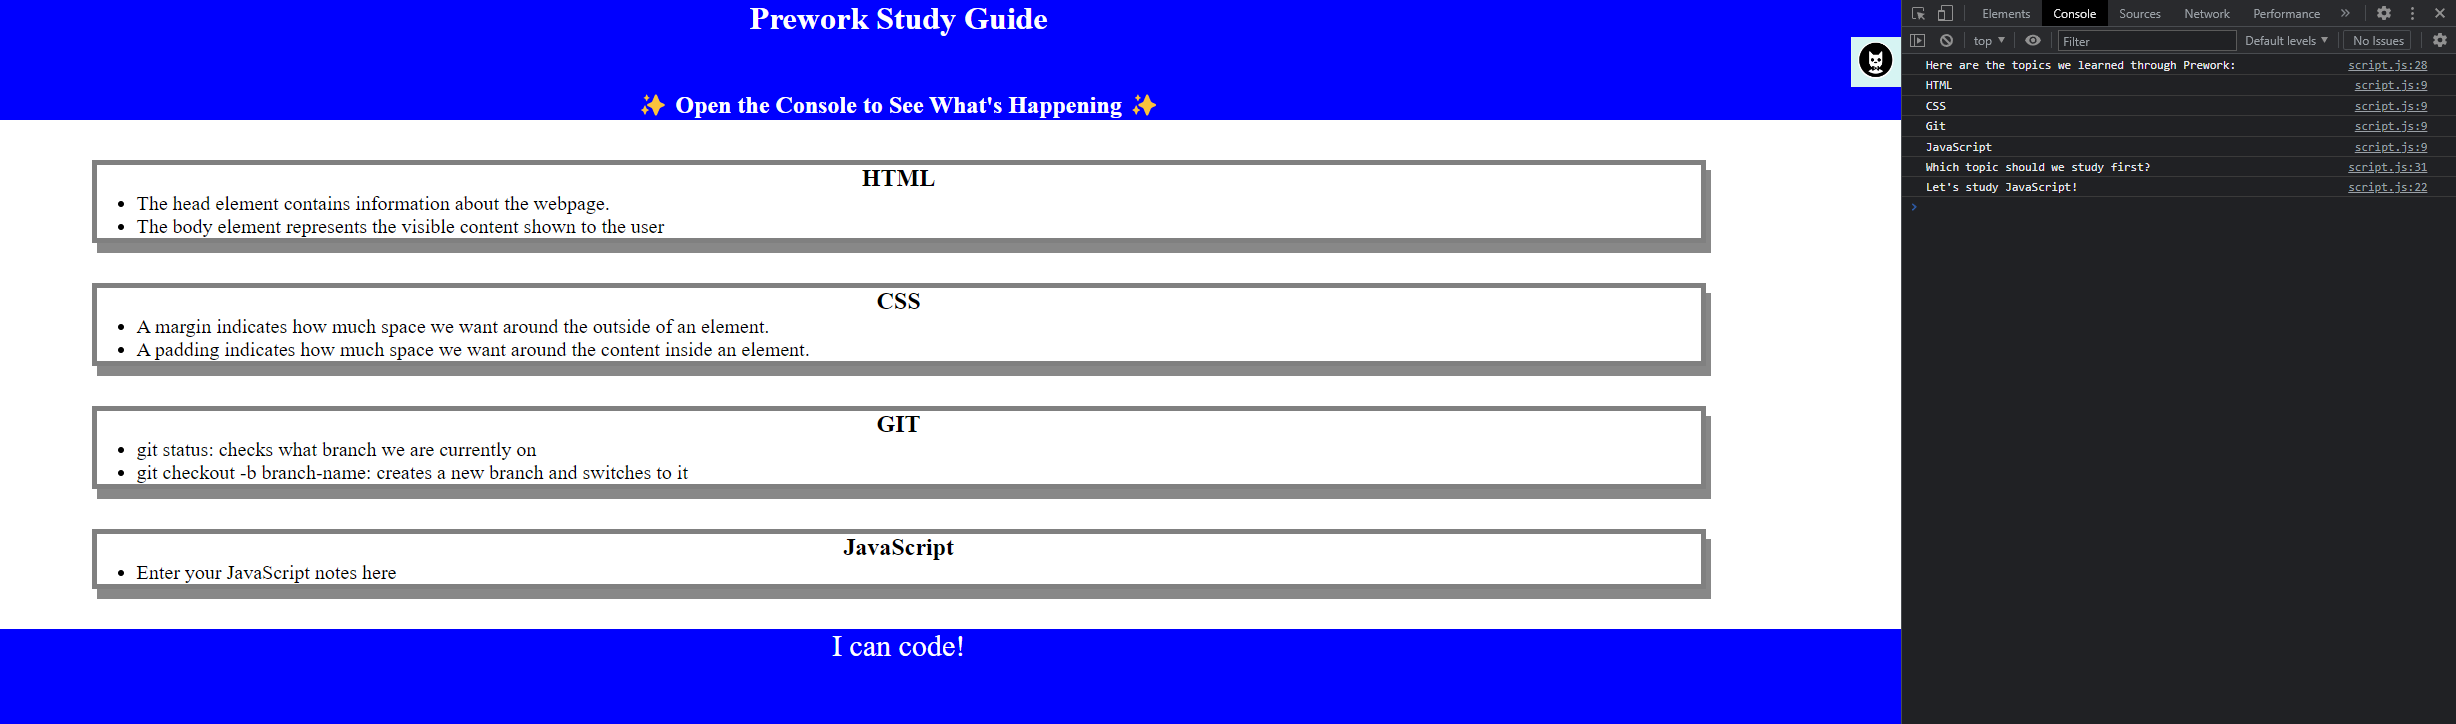 Prework Study Guide
✨ Open the Console to See What's Happening ✨
HTML
• The head element contains information about the webpage.
• The body element represents the visible content shown to the user
CSS
• A margin indicates how much space we want around the outside of an element.
• A padding indicates how much space we want around the content inside an element.
GIT
• git status: checks what branch we are currently on
• git checkout -b branch-name: creates a new branch and switches to it
JavaScript
• Enter your JavaScript notes here
I can code!
Elements Console Sources Network Performance »
top ▼ Filter Default levels ▼ No Issues
Here are the topics we learned through Prework: script.js:28
HTML script.js:9
CSS script.js:9
Git script.js:9
JavaScript script.js:9
Which topic should we study first? script.js:31
Let's study JavaScript! script.js:22